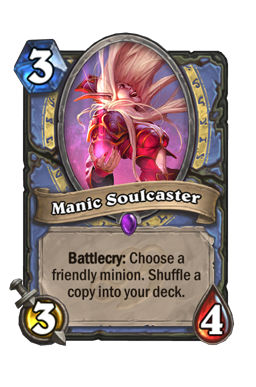 3
Manic Soulcaster
Battlecry: Choose a
friendly minion. Shuffle a
copy into your deck.
3
4